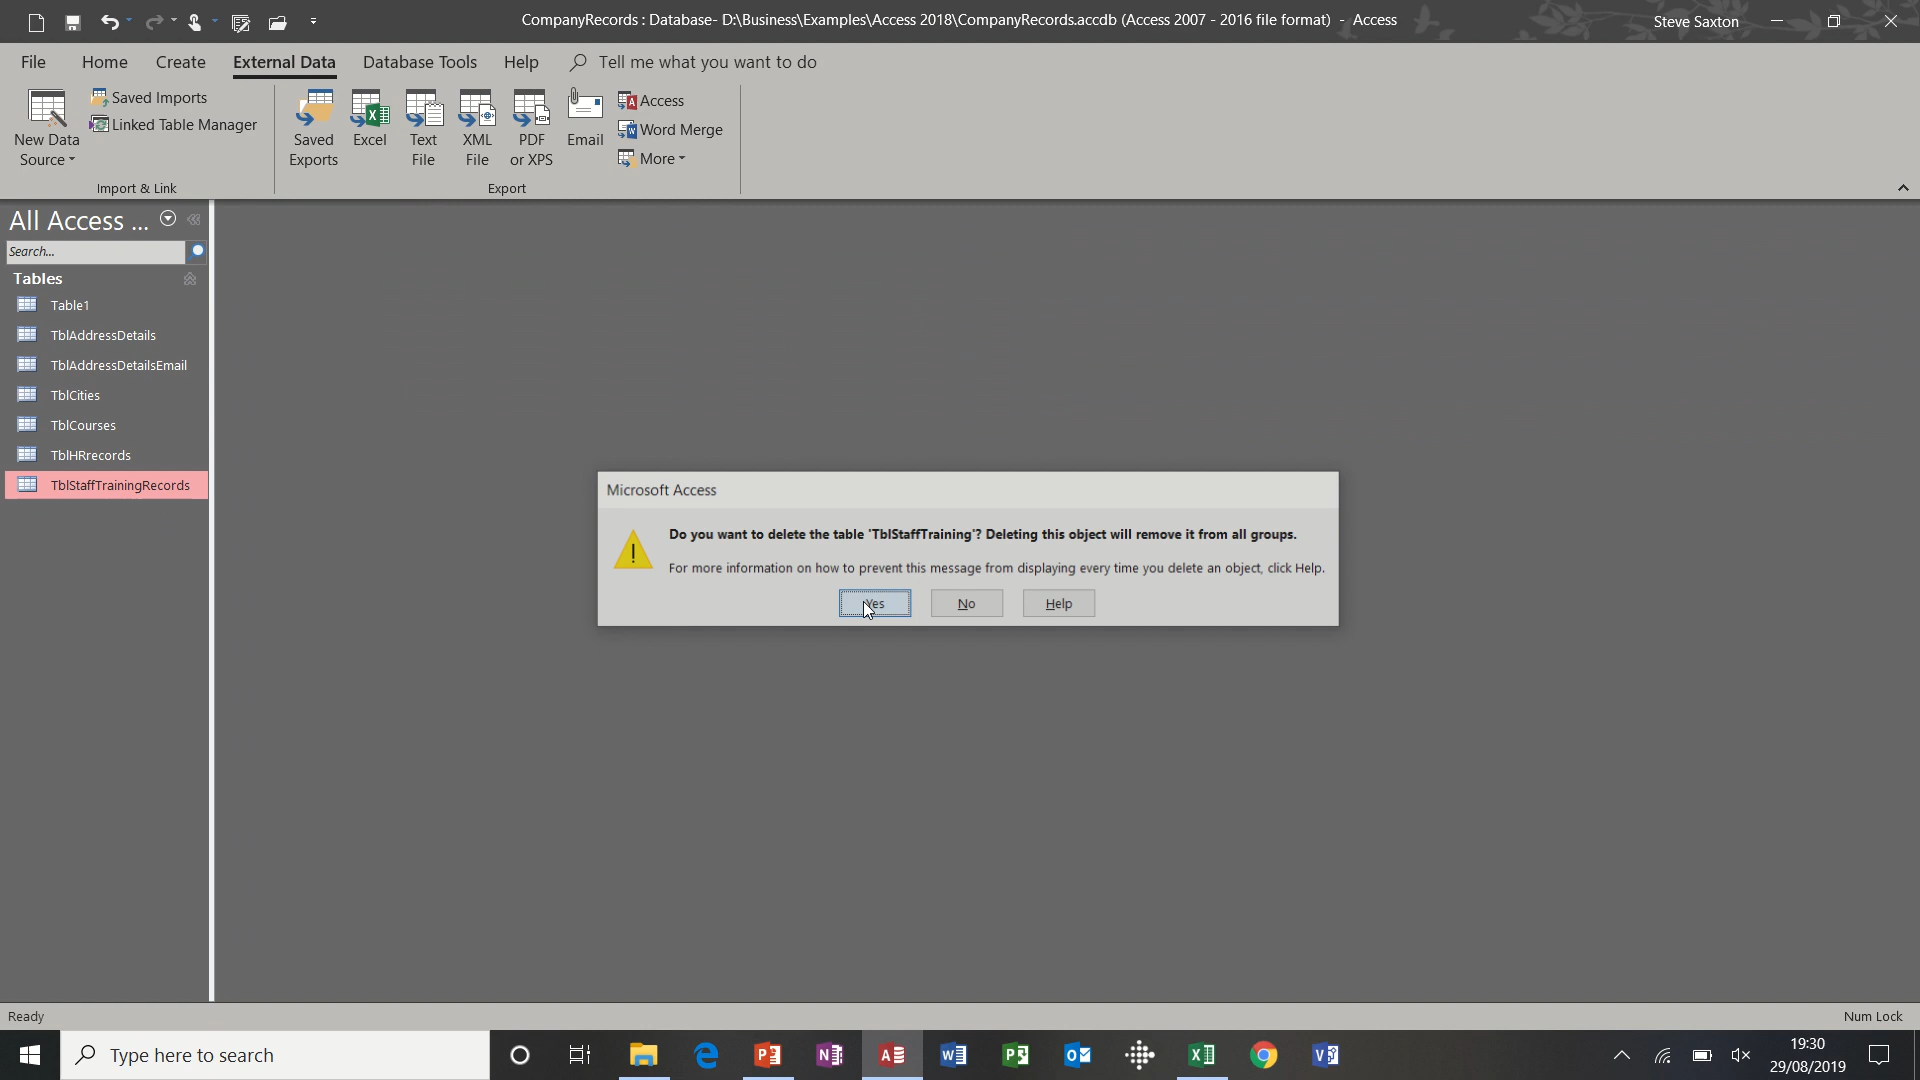 CompanyRecords : Database- D:\Business\Examples\Access 2018\CompanyRecords.accdb (Access 2007 - 2016 file format) - Access
Steve Saxton
File Home Create External Data Database Tools Help Tell me what you want to do
New Data Source
Saved Imports
Linked Table Manager
Import & Link
Saved Exports
Excel
Text File
XML File
PDF or XPS
Email
Access
Word Merge
More
Export
All Access ...
Search...
Tables
Table1
TblAddressDetails
TblAddressDetailsEmail
TblCities
TblCourses
TblHRrecords
TblStaffTrainingRecords
Microsoft Access
Do you want to delete the table 'TblStaffTraining'? Deleting this object will remove it from all groups.
For more information on how to prevent this message from displaying every time you delete an object, click Help.
Yes No Help
Ready
Num Lock
Type here to search
19:30
29/08/2019